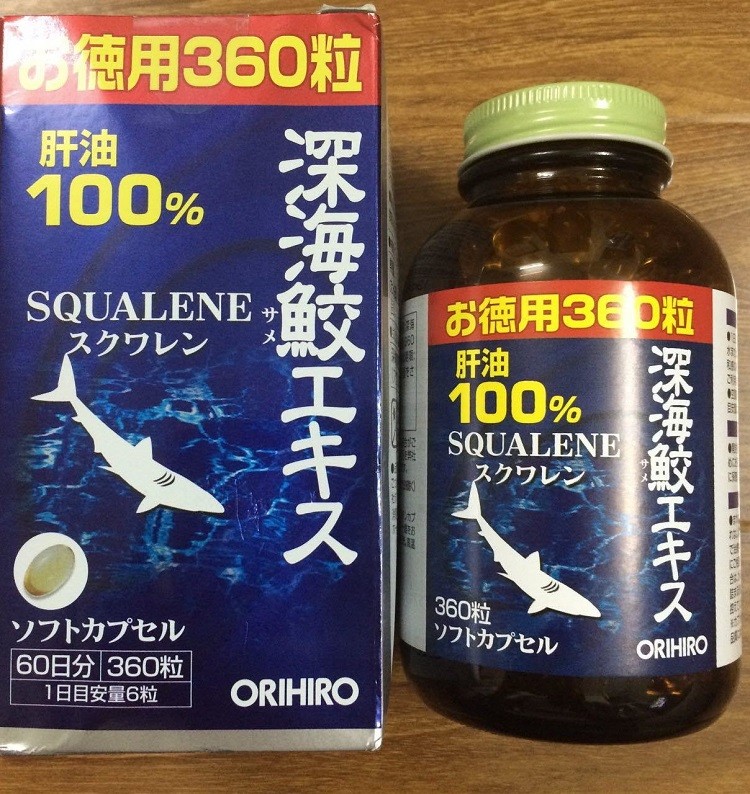 お徳用360粒
肝油
100%
深海鮫エキス
サメ
SQUALENE
スクワレン
ソフトカプセル
60日分 360粒
1日目安量6粒
ORIHIRO
お徳用360粒
肝油
100%
深海鮫エキス
サメ
SQUALENE
スクワレン
360粒
ソフトカプセル
ORIHIRO